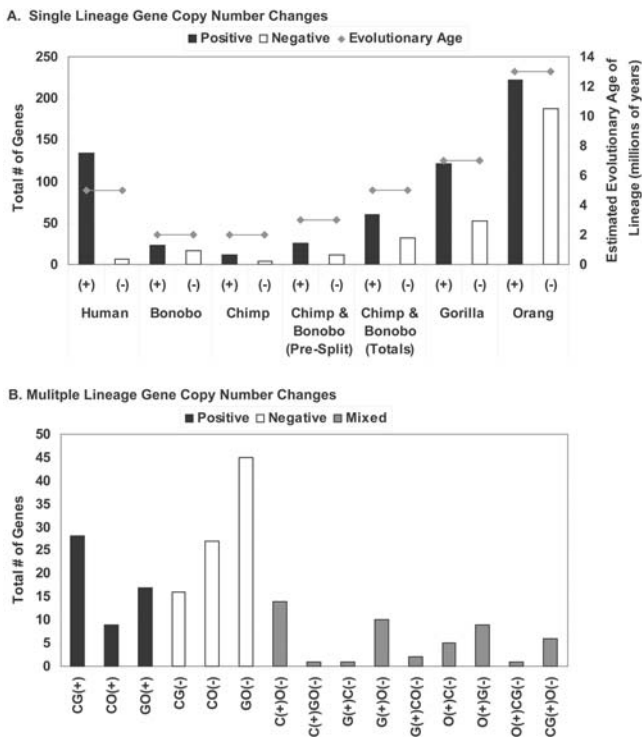 A. Single Lineage Gene Copy Number Changes
Positive Negative Evolutionary Age
250
200
150
100
50
0
Total # of Genes
14
12
10
8
6
4
2
0
Estimated Evolutionary Age of
Lineage (millions of years)
(+) (-) (+) (-) (+) (-) (+) (-) (+) (-) (+) (-) (+) (-)
Human Bonobo Chimp Chimp & Chimp & Gorilla Orang
Bonobo Bonobo
(Pre-Split) (Totals)
B. Mulitple Lineage Gene Copy Number Changes
Positive Negative Mixed
50
45
40
35
30
25
20
15
10
5
0
Total # of Genes
CG(+)
CO(+)
GO(+)
CG(-)
CO(-)
GO(-)
C(+)O(-)
C(+)GO(-)
G(+)C(-)
G(+)O(-)
G(+)CO(-)
O(+)C(-)
O(+)G(-)
O(+)CG(-)
CG(+)O(-)